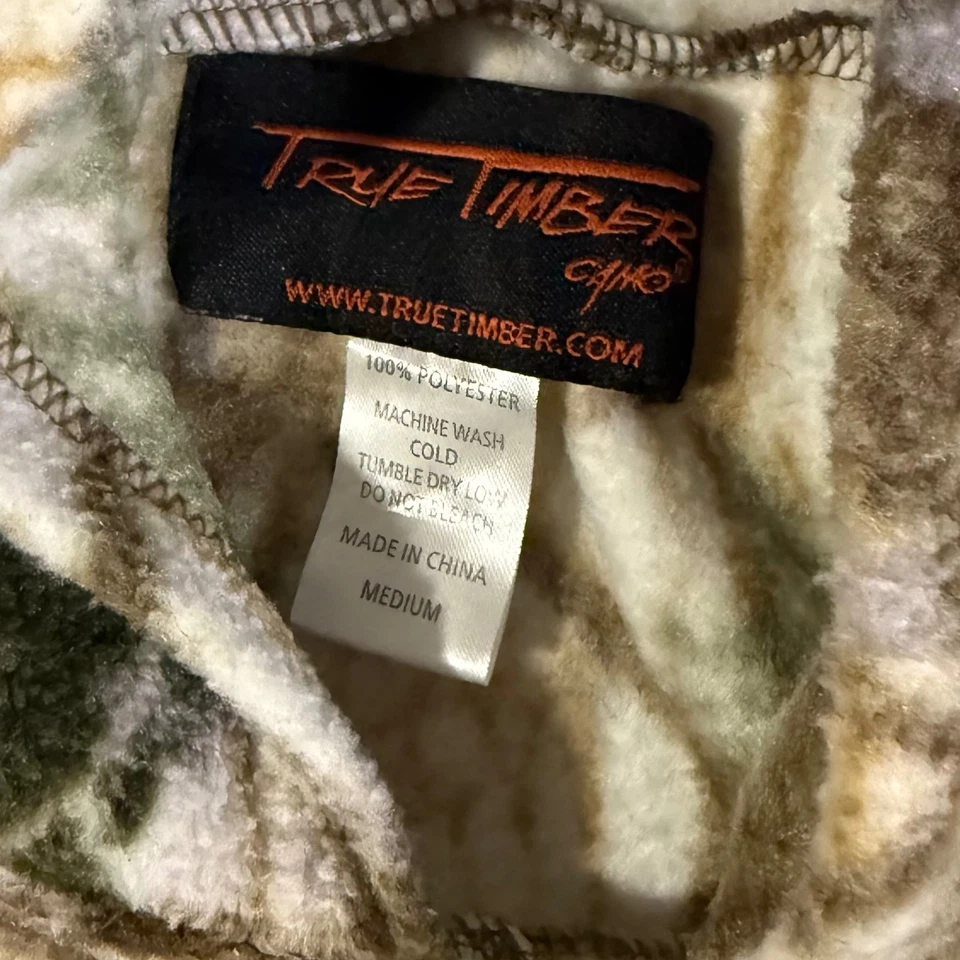 TRUE TIMBER
CAMO®
WWW.TRUETIMBER.COM
100% POLYESTER
MACHINE WASH
COLD
TUMBLE DRY LOW
DO NOT BLEACH
MADE IN CHINA
MEDIUM